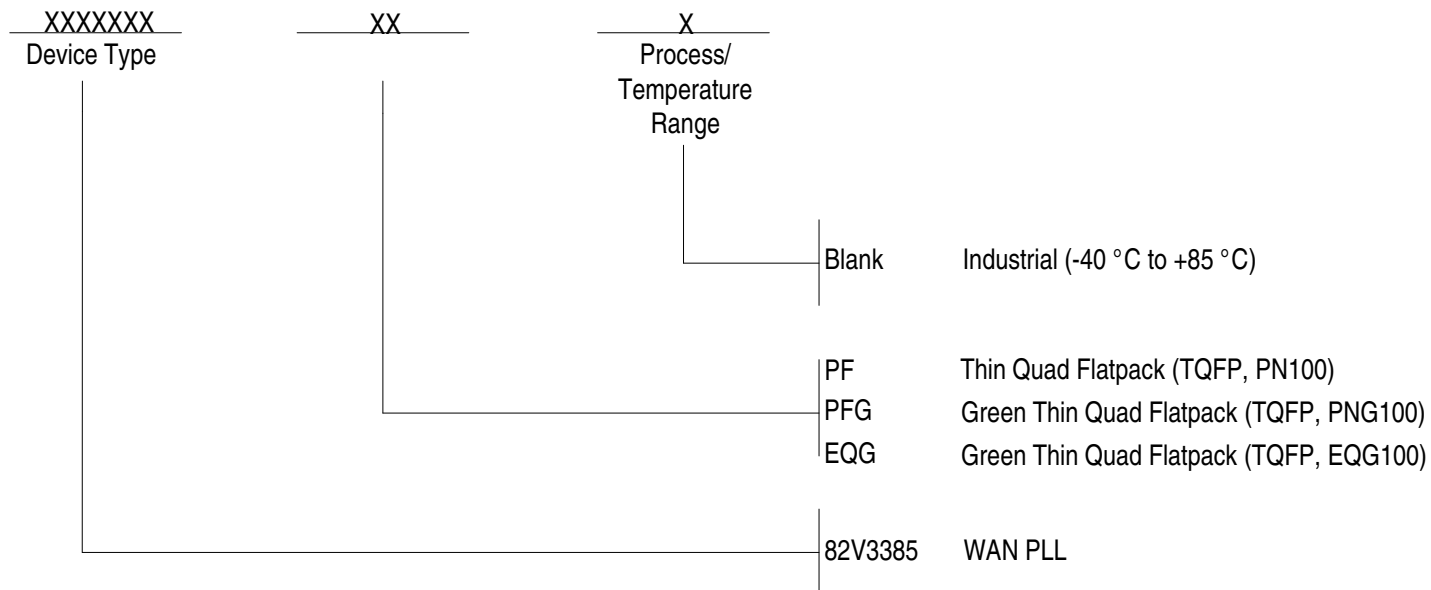 XXXXXXX XX X
Device Type
Process/
Temperature
Range
Blank Industrial (-40 °C to +85 °C)
PF Thin Quad Flatpack (TQFP, PN100)
PFG Green Thin Quad Flatpack (TQFP, PNG100)
EQG Green Thin Quad Flatpack (TQFP, EQG100)
82V3385 WAN PLL